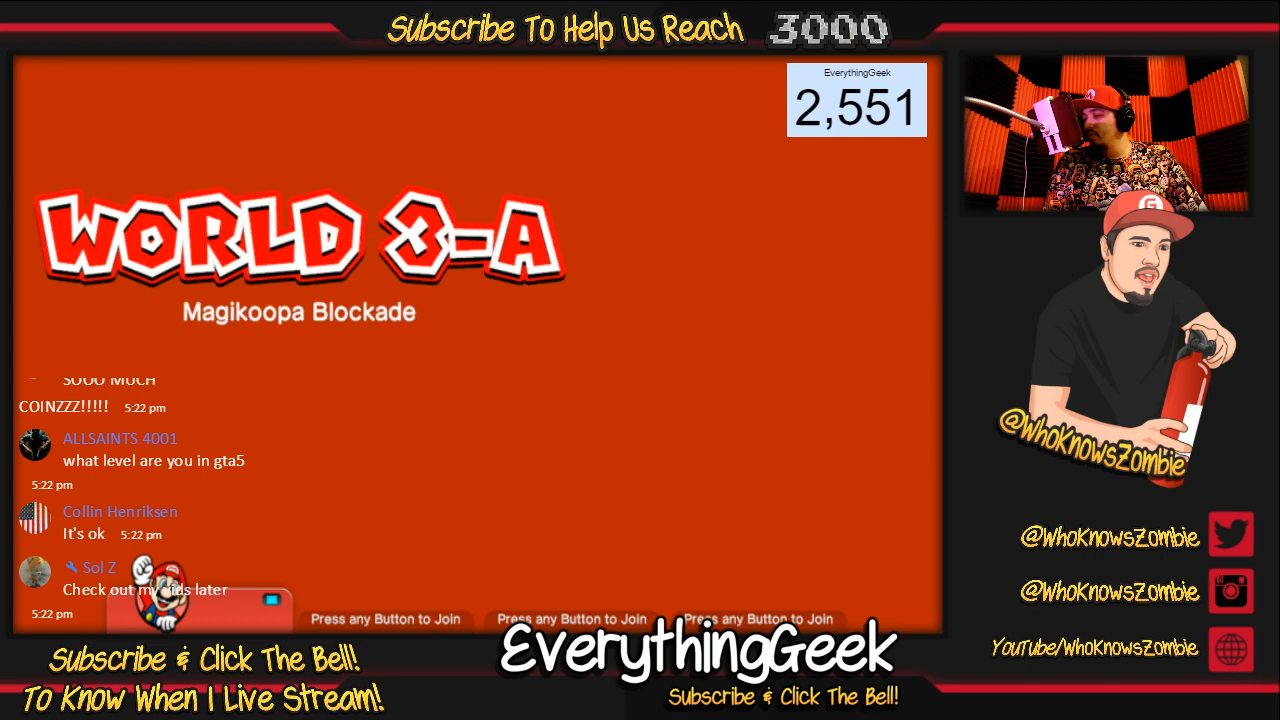 Subscribe To Help Us Reach 3000
EverythingGeek
2,551
WORLD 3-A
Magikoopa Blockade
SOOO MUCH
COINZZZ!!!!! 5:22 pm
ALLSAINTS 4001
what level are you in gta5
5:22 pm
Collin Henriksen
It's ok 5:22 pm
Sol Z
Check out my vids later
5:22 pm
Press any Button to Join
Press any Button to Join
Press any Button to Join
G
@WhoKnowsZombie
@WhoKnowsZombie
@WhoKnowsZombie
YouTube/WhoKnowsZombie
Subscribe & Click The Bell!
To Know When I Live Stream!
EverythingGeek
Subscribe & Click The Bell!